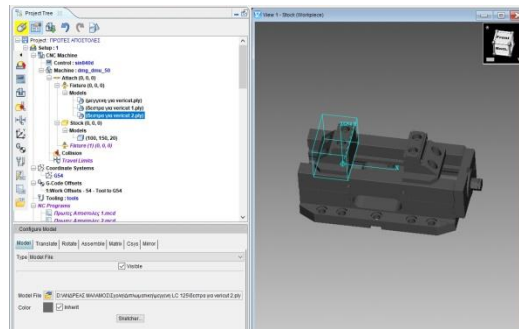 Project Tree
Project: ΠΡΩΤΕΣ ΑΠΟΣΤΟΛΕΣ
Setup : 1
CNC Machine
Control : sin840d
Machine : dmg_dmu_50
Attach (0, 0, 0)
Fixture (0, 0, 0)
Models
(μεγγενη για vericut.ply)
(δεστρα για vericut 1.ply)
(δεστρα για vericut 2.ply)
Stock (0, 0, 0)
Models
(100, 150, 20)
Fixture (1) (0, 0, 0)
Collision
Travel Limits
Coordinate Systems
G54
G-Code Offsets
1:Work Offsets - 54 - Tool to G54
Tooling : tools
NC Programs
Configure Model
Model Translate Rotate Assemble Matrix Csys Mirror
Type Model File
Visible
Model File
Color Inherit
Sketcher...
View 1 - Stock (Workpiece)